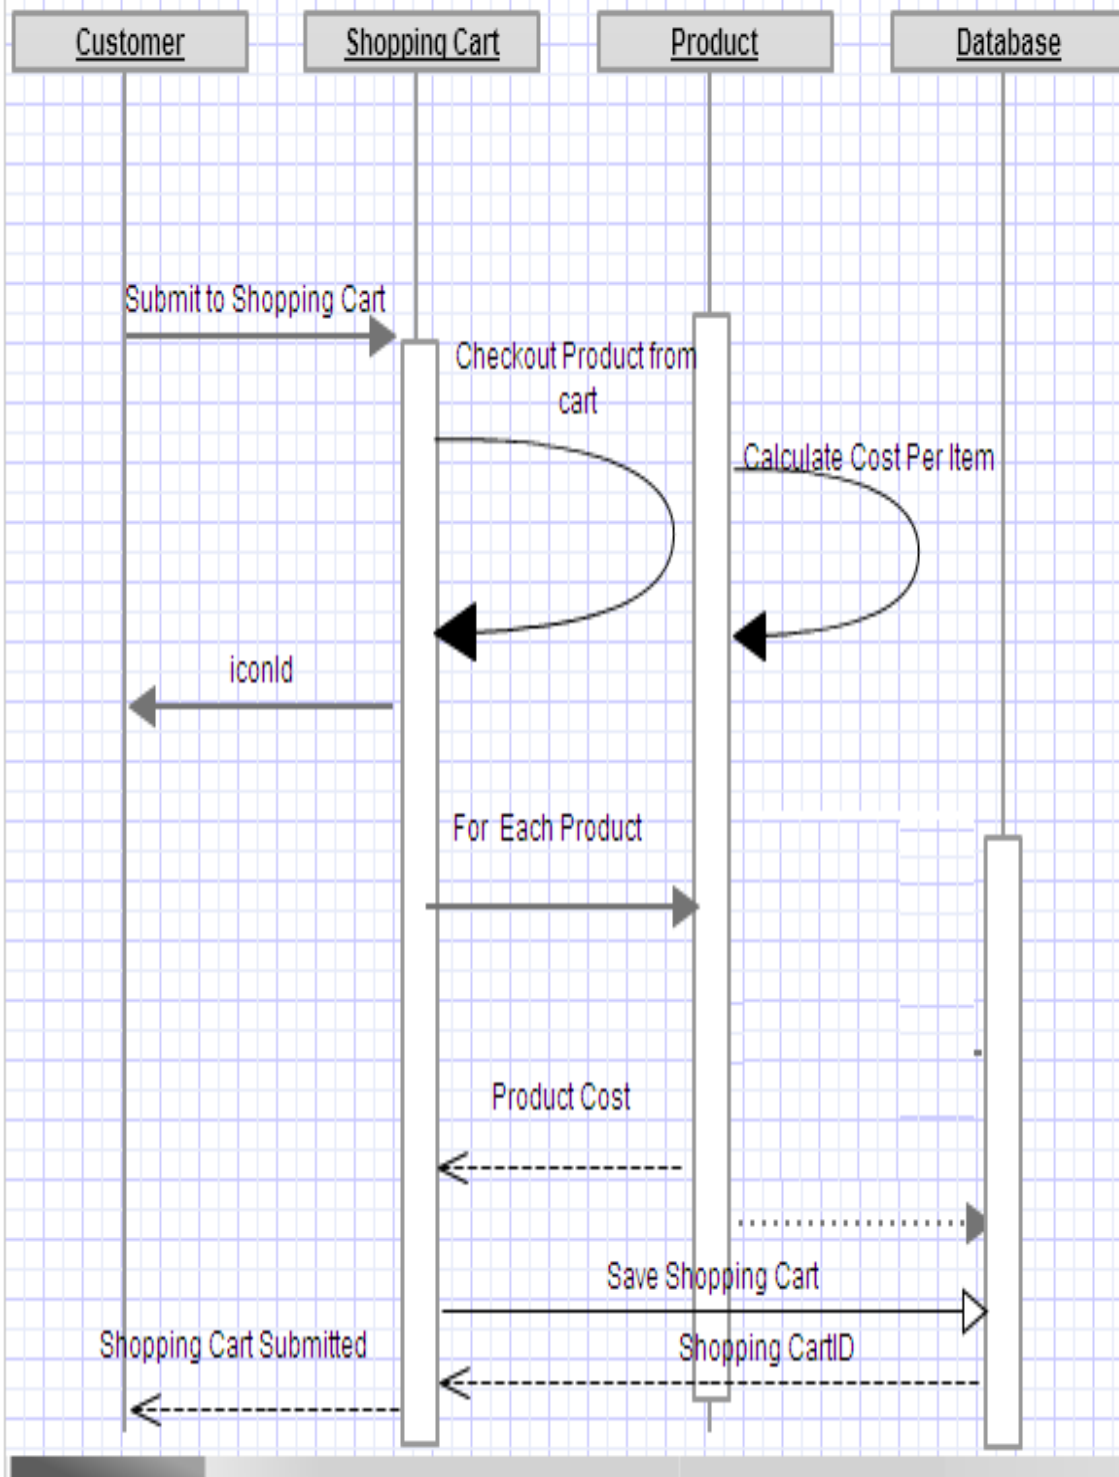 Customer
Shopping Cart
Product
Database
Submit to Shopping Cart
Checkout Product from
cart
Calculate Cost Per Item
iconId
For Each Product
Product Cost
Save Shopping Cart
Shopping Cart Submitted
Shopping CartID